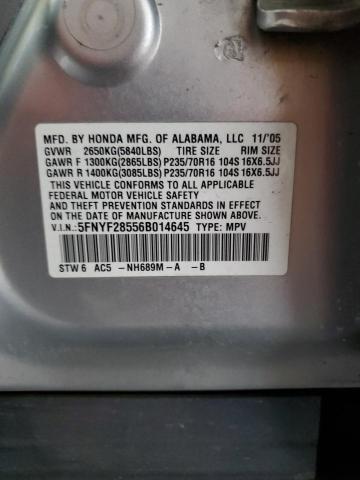 MFD. BY HONDA MFG. OF ALABAMA, LLC 11/'05
GVWR 2650KG(5840LBS) TIRE SIZE RIM SIZE
GAWR F 1300KG(2865LBS) P235/70R16 104S 16X6.5JJ
GAWR R 1400KG(3085LBS) P235/70R16 104S 16X6.5JJ
THIS VEHICLE CONFORMS TO ALL APPLICABLE
FEDERAL MOTOR VEHICLE SAFETY
AND THEFT PREVENTION STANDARDS IN EFFECT
ON THE DATE OF MANUFACTURE SHOWN ABOVE.
V.I.N.: 5FNYF28556B014645 TYPE: MPV
STW6 AC5 -NH689M-A -B